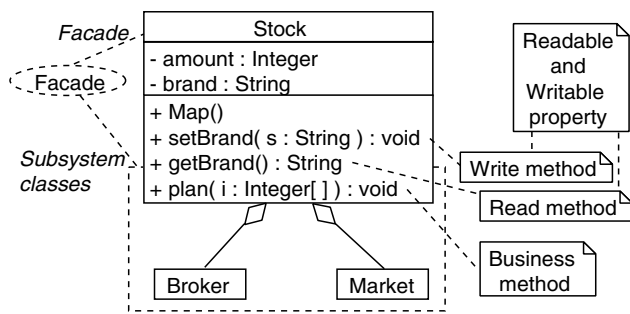 Stock
Facade
- amount : Integer
- brand : String
Facade
+ Map()
+ setBrand( s : String ) : void
+ getBrand() : String
+ plan( i : Integer[ ] ) : void
Subsystem
classes
Readable
and
Writable
property
Write method
Read method
Business
method
Broker
Market